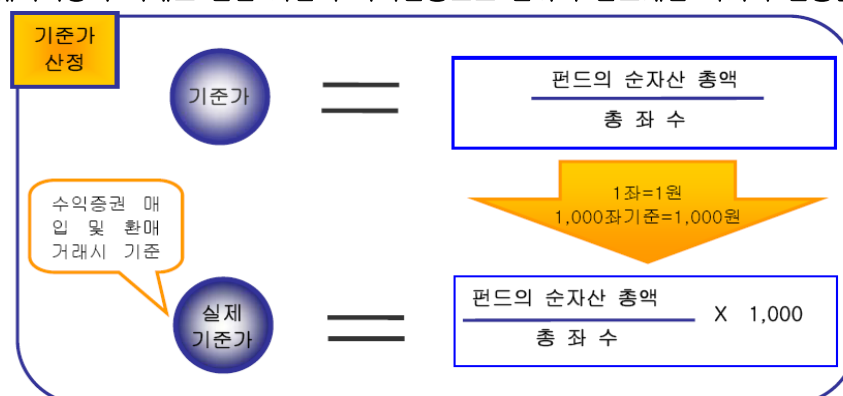 기준가
산정
기준가
펀드의 순자산 총액
총 좌 수
1좌=1원
1,000좌기준=1,000원
수익증권 매
입 및 환매
거래시 기준
실제
기준가
펀드의 순자산 총액
총 좌 수
X 1,000